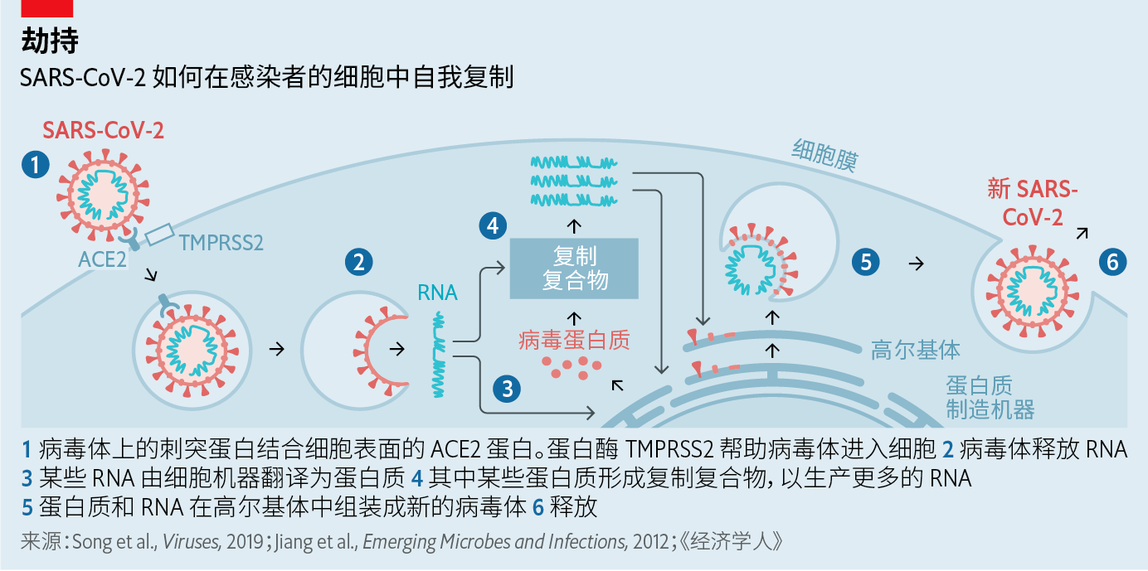 劫持
SARS-CoV-2 如何在感染者的细胞中自我复制
SARS-CoV-2
1
ACE2
TMPRSS2
2
RNA
4
复制
复合物
病毒蛋白质
3
细胞膜
5
高尔基体
蛋白质
制造机器
新 SARS-
CoV-2
6
1 病毒体上的刺突蛋白结合细胞表面的 ACE2 蛋白。蛋白酶 TMPRSS2 帮助病毒体进入细胞 2 病毒体释放 RNA
3 某些 RNA 由细胞机器翻译为蛋白质 4 其中某些蛋白质形成复制复合物，以生产更多的 RNA
5 蛋白质和 RNA 在高尔基体中组装成新的病毒体 6 释放
来源：Song et al., Viruses, 2019；Jiang et al., Emerging Microbes and Infections, 2012；《经济学人》